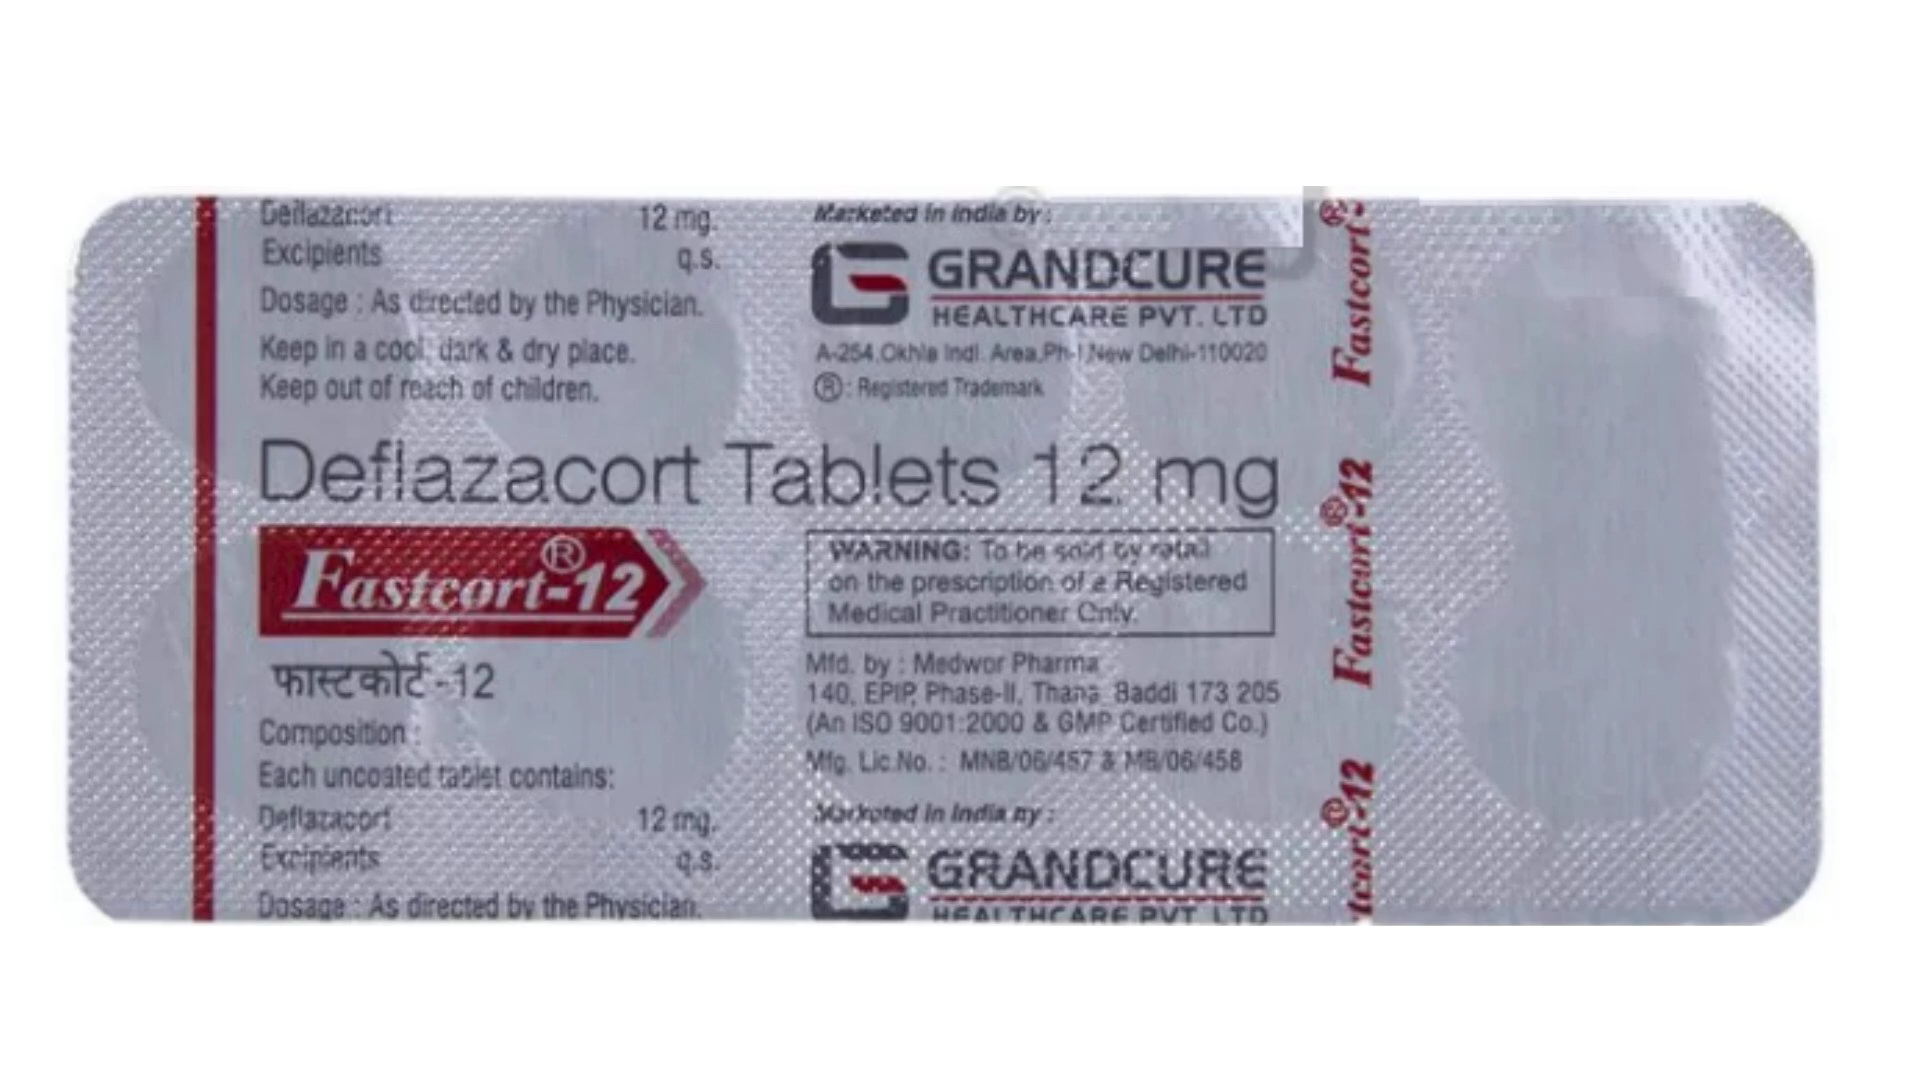 Deflazacort 12 mg.
Excipients q.s.
Dosage : As directed by the Physician.
Keep in a cool, dark & dry place.
Keep out of reach of children.
Marketed in India by :
GRANDCURE
HEALTHCARE PVT. LTD
A-254,Okhla Indl. Area,Ph-I,New Delhi-110020
® : Registered Trademark
Deflazacort Tablets 12 mg
Fastcort®-12
फास्टकोर्ट-12
Composition :
Each uncoated tablet contains:
Deflazacort 12 mg.
Excipients q.s.
Dosage : As directed by the Physician.
WARNING: To be sold by retail
on the prescription of a Registered
Medical Practitioner Only.
Mfd. by : Medwor Pharma
140, EPIP, Phase-II, Thana, Baddi 173 205
(An ISO 9001:2000 & GMP Certified Co.)
Mfg. Lic.No. : MNB/06/457 & MB/06/458
Marketed in India by :
GRANDCURE
HEALTHCARE PVT. LTD
Fastcort®-
Fastcort®-12
stcort®-12